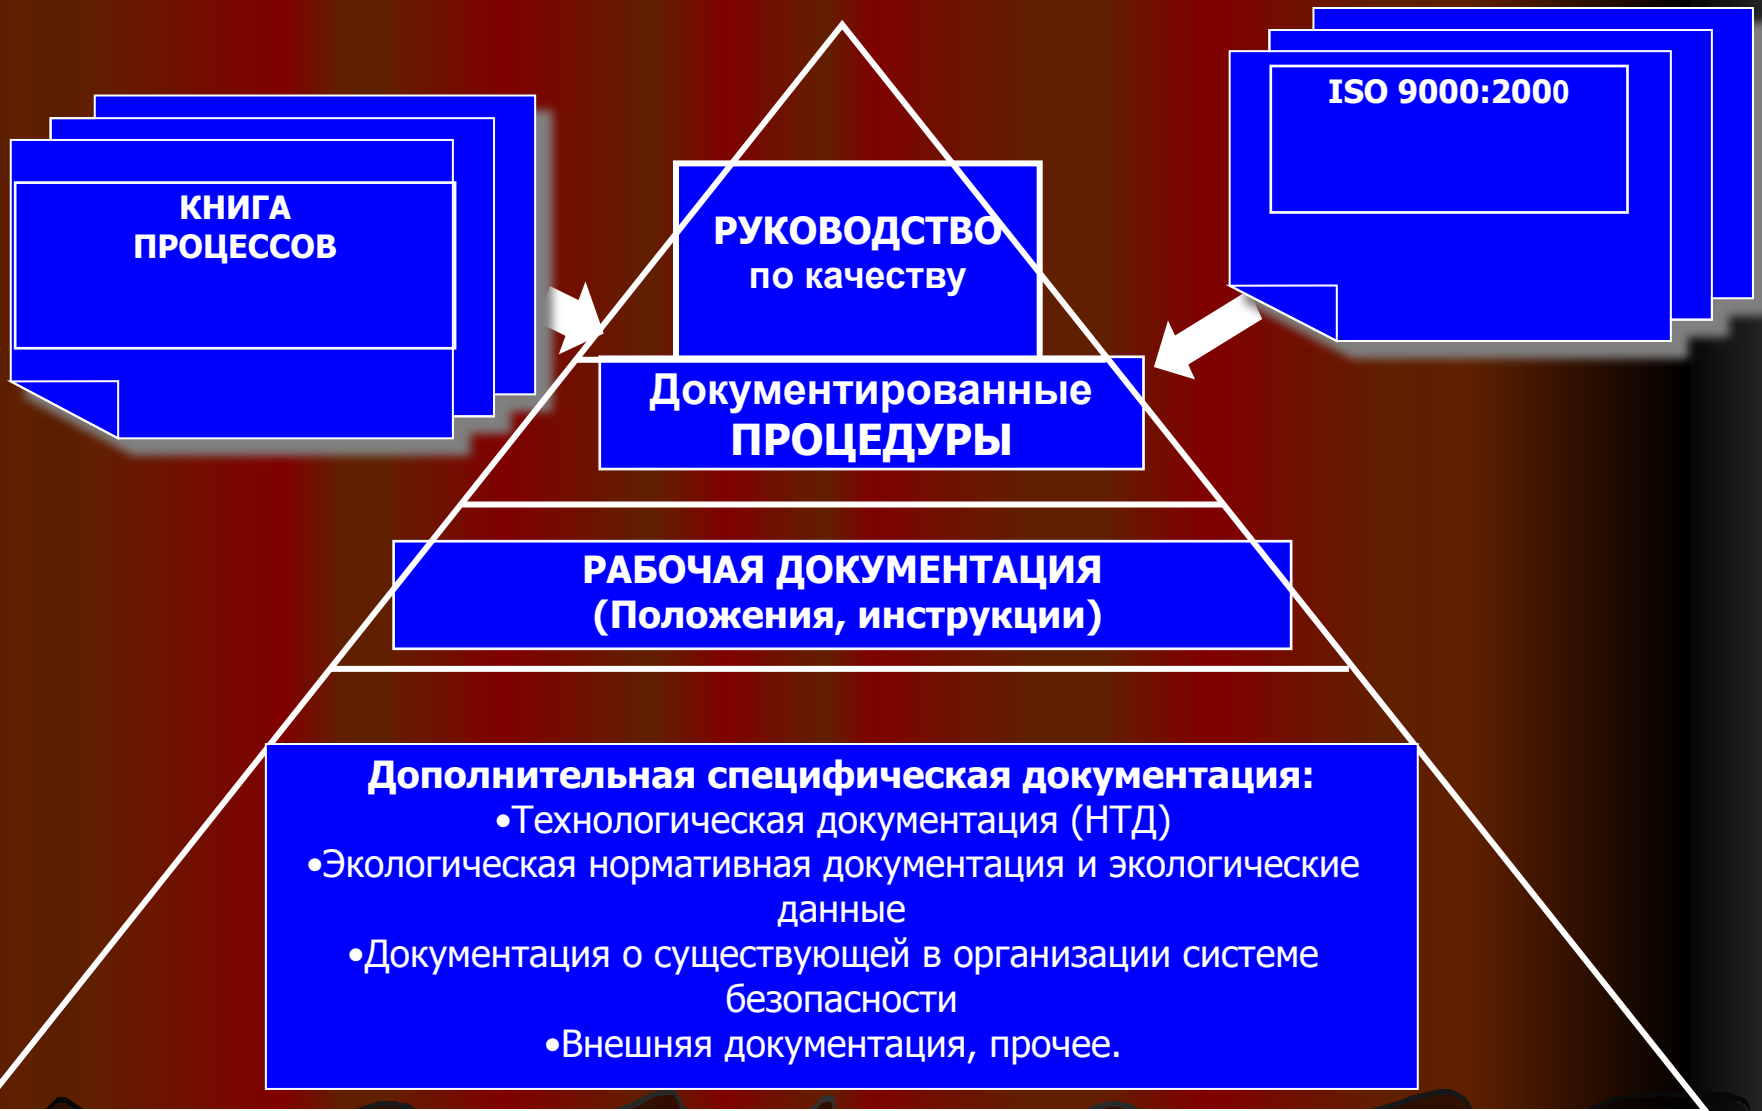 ISO 9000:2000
КНИГА
ПРОЦЕССОВ
РУКОВОДСТВО
по качеству
Документированные
ПРОЦЕДУРЫ
РАБОЧАЯ ДОКУМЕНТАЦИЯ
(Положения, инструкции)
Дополнительная специфическая документация:
•Технологическая документация (НТД)
•Экологическая нормативная документация и экологические
данные
•Документация о существующей в организации системе
безопасности
•Внешняя документация, прочее.